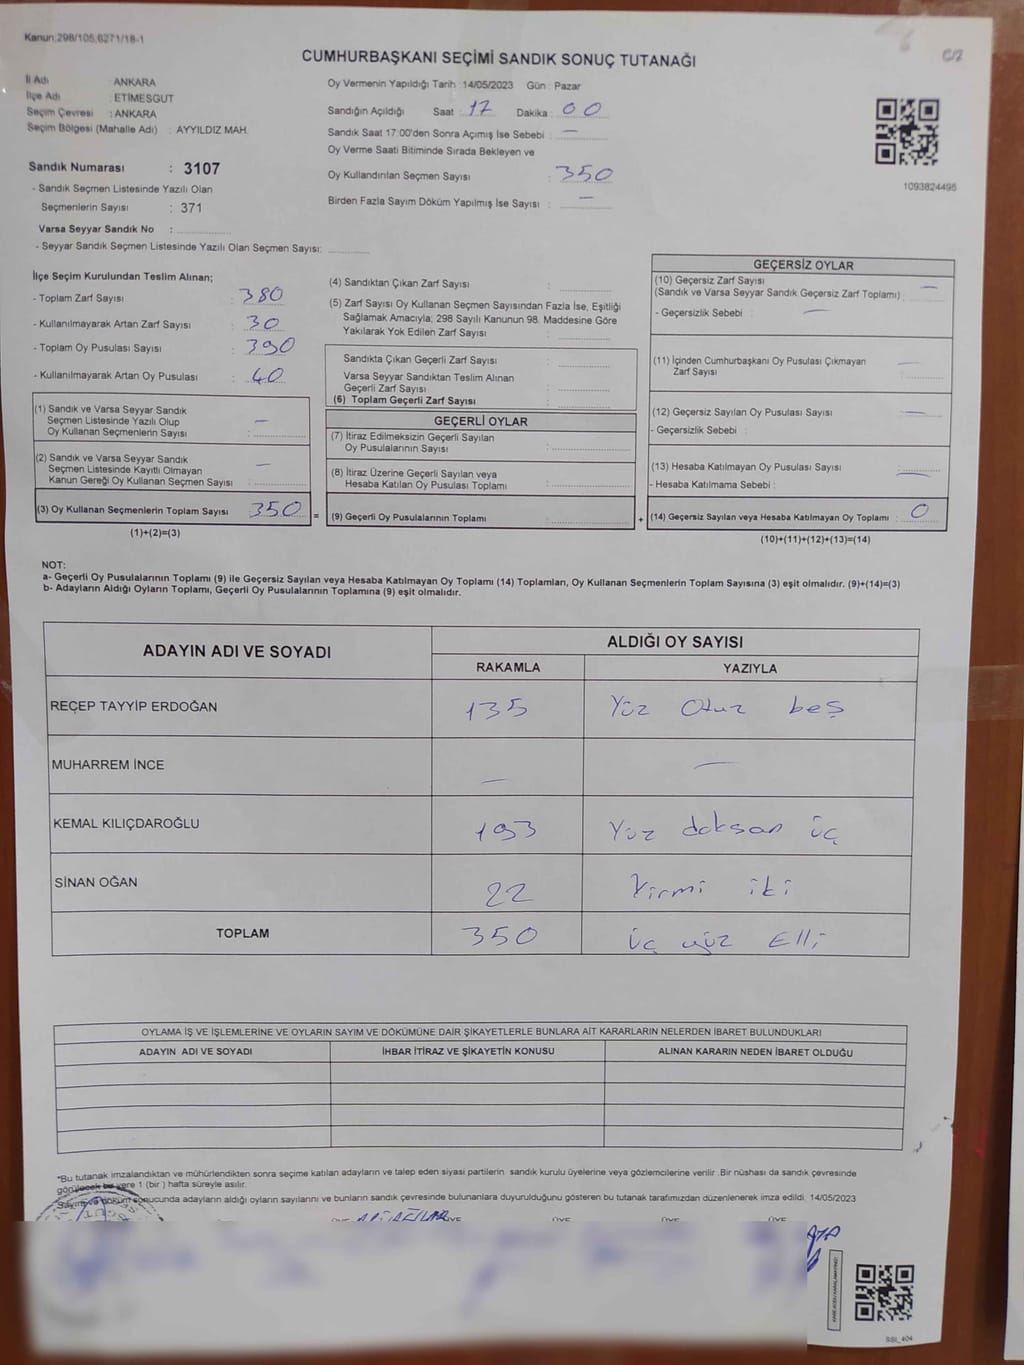 Kanun:298/105,6271/18-1
C/2
CUMHURBAŞKANI SEÇİMİ SANDIK SONUÇ TUTANAĞI
İl Adı : ANKARA
İlçe Adı : ETİMESGUT
Seçim Çevresi : ANKARA
Seçim Bölgesi (Mahalle Adı) : AYYILDIZ MAH.
Sandık Numarası : 3107
- Sandık Seçmen Listesinde Yazılı Olan
Seçmenlerin Sayısı : 371
Varsa Seyyar Sandık No :
- Seyyar Sandık Seçmen Listesinde Yazılı Olan Seçmen Sayısı:
Oy Vermenin Yapıldığı Tarih : 14/05/2023 Gün : Pazar
Sandığın Açıldığı Saat : 17 Dakika : 00
Sandık Saat 17:00'den Sonra Açımış İse Sebebi : —
Oy Verme Saati Bitiminde Sırada Bekleyen ve
Oy Kullandırılan Seçmen Sayısı : 350
Birden Fazla Sayım Döküm Yapılmış İse Sayısı : —
1093824496
İlçe Seçim Kurulundan Teslim Alınan;
- Toplam Zarf Sayısı : 380
- Kullanılmayarak Artan Zarf Sayısı : 30
- Toplam Oy Pusulası Sayısı : 390
- Kullanılmayarak Artan Oy Pusulası : 40
(1) Sandık ve Varsa Seyyar Sandık
Seçmen Listesinde Yazılı Olup
Oy Kullanan Seçmenlerin Sayısı : —
(2) Sandık ve Varsa Seyyar Sandık
Seçmen Listesinde Kayıtlı Olmayan
Kanun Gereği Oy Kullanan Seçmen Sayısı : —
(3) Oy Kullanan Seçmenlerin Toplam Sayısı : 350 =
(1)+(2)=(3)
(4) Sandıktan Çıkan Zarf Sayısı :
(5) Zarf Sayısı Oy Kullanan Seçmen Sayısından Fazla İse, Eşitliği
Sağlamak Amacıyla; 298 Sayılı Kanunun 98. Maddesine Göre
Yakılarak Yok Edilen Zarf Sayısı :
Sandıkta Çıkan Geçerli Zarf Sayısı :
Varsa Seyyar Sandıktan Teslim Alınan
Geçerli Zarf Sayısı :
(6) Toplam Geçerli Zarf Sayısı :
GEÇERLİ OYLAR
(7) İtiraz Edilmeksizin Geçerli Sayılan
Oy Pusulalarının Sayısı :
(8) İtiraz Üzerine Geçerli Sayılan veya
Hesaba Katılan Oy Pusulası Toplamı :
(9) Geçerli Oy Pusulalarının Toplamı : +
GEÇERSİZ OYLAR
(10) Geçersiz Zarf Sayısı
(Sandık ve Varsa Seyyar Sandık Geçersiz Zarf Toplamı) : —
- Geçersizlik Sebebi : —
(11) İçinden Cumhurbaşkanı Oy Pusulası Çıkmayan
Zarf Sayısı : —
(12) Geçersiz Sayılan Oy Pusulası Sayısı : —
- Geçersizlik Sebebi :
(13) Hesaba Katılmayan Oy Pusulası Sayısı : —
- Hesaba Katılmama Sebebi :
(14) Geçersiz Sayılan veya Hesaba Katılmayan Oy Toplamı : 0
(10)+(11)+(12)+(13)=(14)
NOT:
a- Geçerli Oy Pusulalarının Toplamı (9) ile Geçersiz Sayılan veya Hesaba Katılmayan Oy Toplamı (14) Toplamları, Oy Kullanan Seçmenlerin Toplam Sayısına (3) eşit olmalıdır. (9)+(14)=(3)
b- Adayların Aldığı Oyların Toplamı, Geçerli Oy Pusulalarının Toplamına (9) eşit olmalıdır.
ADAYIN ADI VE SOYADI
ALDIĞI OY SAYISI
RAKAMLA YAZIYLA
RECEP TAYYİP ERDOĞAN 135 Yüz Otuz beş
MUHARREM İNCE — —
KEMAL KILIÇDAROĞLU 193 Yüz doksan üç
SİNAN OĞAN 22 Yirmi iki
TOPLAM 350 üç yüz Elli
OYLAMA İŞ VE İŞLEMLERİNE VE OYLARIN SAYIM VE DÖKÜMÜNE DAİR ŞİKAYETLERLE BUNLARA AİT KARARLARIN NELERDEN İBARET BULUNDUKLARI
ADAYIN ADI VE SOYADI İHBAR İTİRAZ VE ŞİKAYETİN KONUSU ALINAN KARARIN NEDEN İBARET OLDUĞU
*Bu tutanak imzalandıktan ve mühürlendikten sonra seçime katılan adayların ve talep eden siyasi partilerin sandık kurulu üyelerine veya gözlemcilerine verilir. Bir nüshası da sandık çevresinde
görülecek bir yere 1 (bir ) hafta süreyle asılır.
Sayım ve döküm sonucunda adayların aldığı oyların sayılarını ve bunların sandık çevresinde bulunanlara duyurulduğunu gösteren bu tutanak tarafımızdan düzenlenerek imza edildi. 14/05/2023
ÜYE ÜYE ÜYE
SSI_404